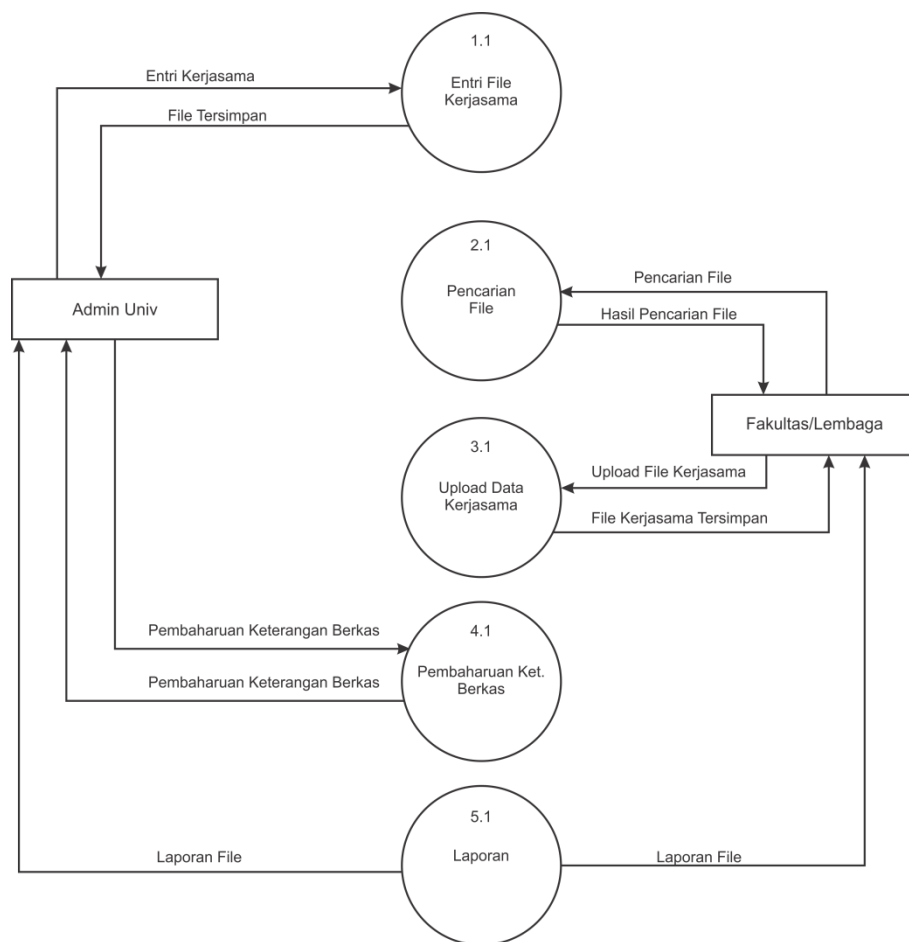 1.1
Entri File
Kerjasama
Entri Kerjasama
File Tersimpan
2.1
Pencarian
File
Pencarian File
Hasil Pencarian File
Admin Univ
Fakultas/Lembaga
3.1
Upload Data
Kerjasama
Upload File Kerjasama
File Kerjasama Tersimpan
4.1
Pembaharuan Ket.
Berkas
Pembaharuan Keterangan Berkas
Pembaharuan Keterangan Berkas
5.1
Laporan
Laporan File
Laporan File